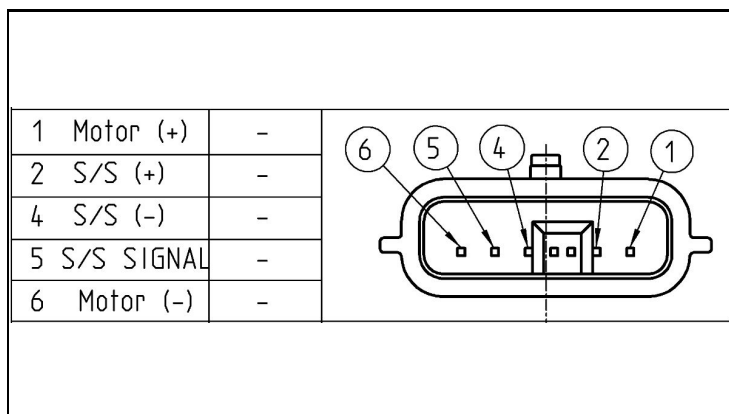 1 Motor (+) -
2 S/S (+) -
4 S/S (-) -
5 S/S SIGNAL -
6 Motor (-) -
6 5 4 2 1